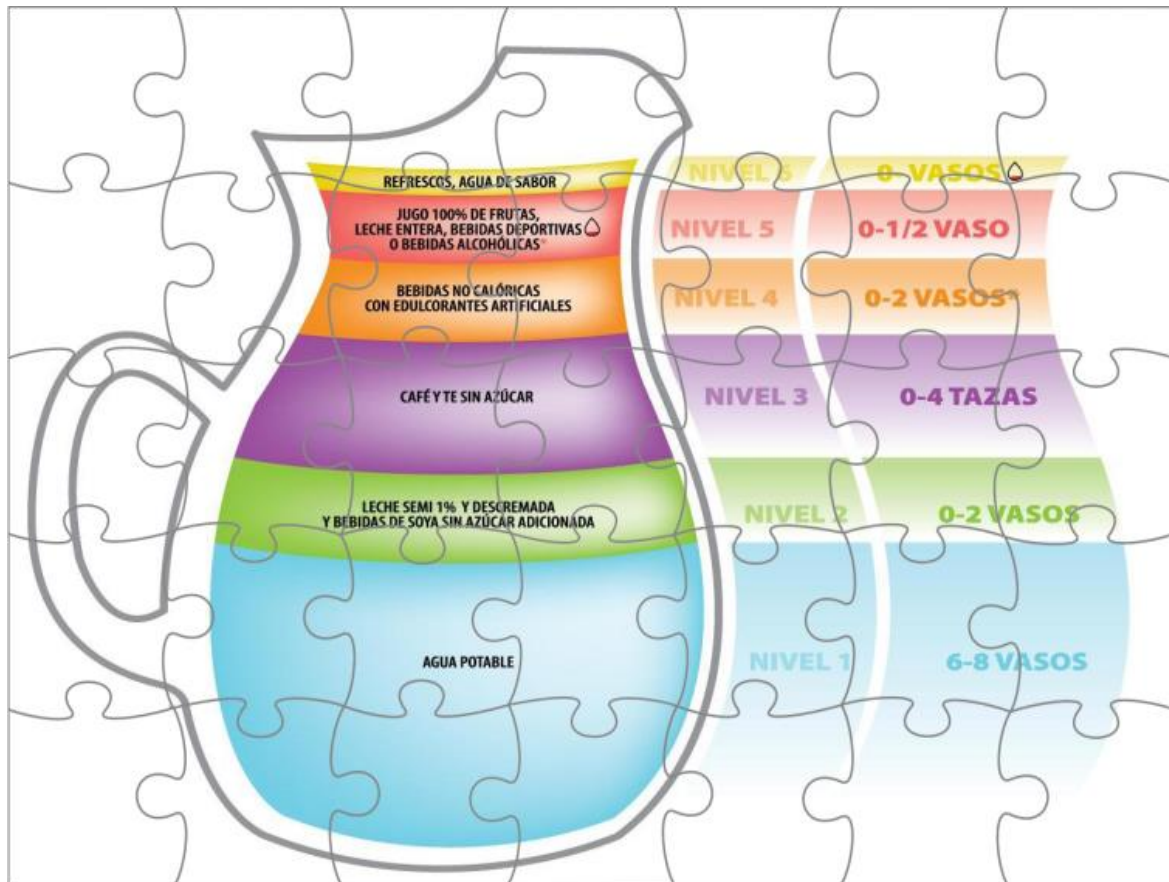 REFRESCOS, AGUA DE SABOR
NIVEL 6
0- VASOS
JUGO 100% DE FRUTAS,
LECHE ENTERA, BEBIDAS DEPORTIVAS
O BEBIDAS ALCOHÓLICAS*
NIVEL 5
0-1/2 VASO
BEBIDAS NO CALÓRICAS
CON EDULCORANTES ARTIFICIALES
NIVEL 4
0-2 VASOS*
CAFÉ Y TE SIN AZÚCAR
NIVEL 3
0-4 TAZAS
LECHE SEMI 1% Y DESCREMADA
Y BEBIDAS DE SOYA SIN AZÚCAR ADICIONADA
NIVEL 2
0-2 VASOS
AGUA POTABLE
NIVEL 1
6-8 VASOS